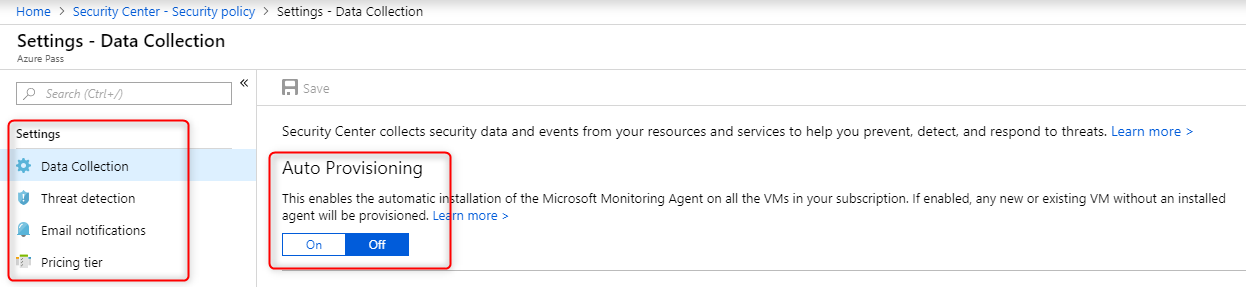 Home > Security Center - Security policy > Settings - Data Collection
Settings - Data Collection
Azure Pass
Search (Ctrl+/)
«
Settings
Data Collection
Threat detection
Email notifications
Pricing tier
Save
Security Center collects security data and events from your resources and services to help you prevent, detect, and respond to threats. Learn more >
Auto Provisioning
This enables the automatic installation of the Microsoft Monitoring Agent on all the VMs in your subscription. If enabled, any new or existing VM without an installed
agent will be provisioned. Learn more >
On Off